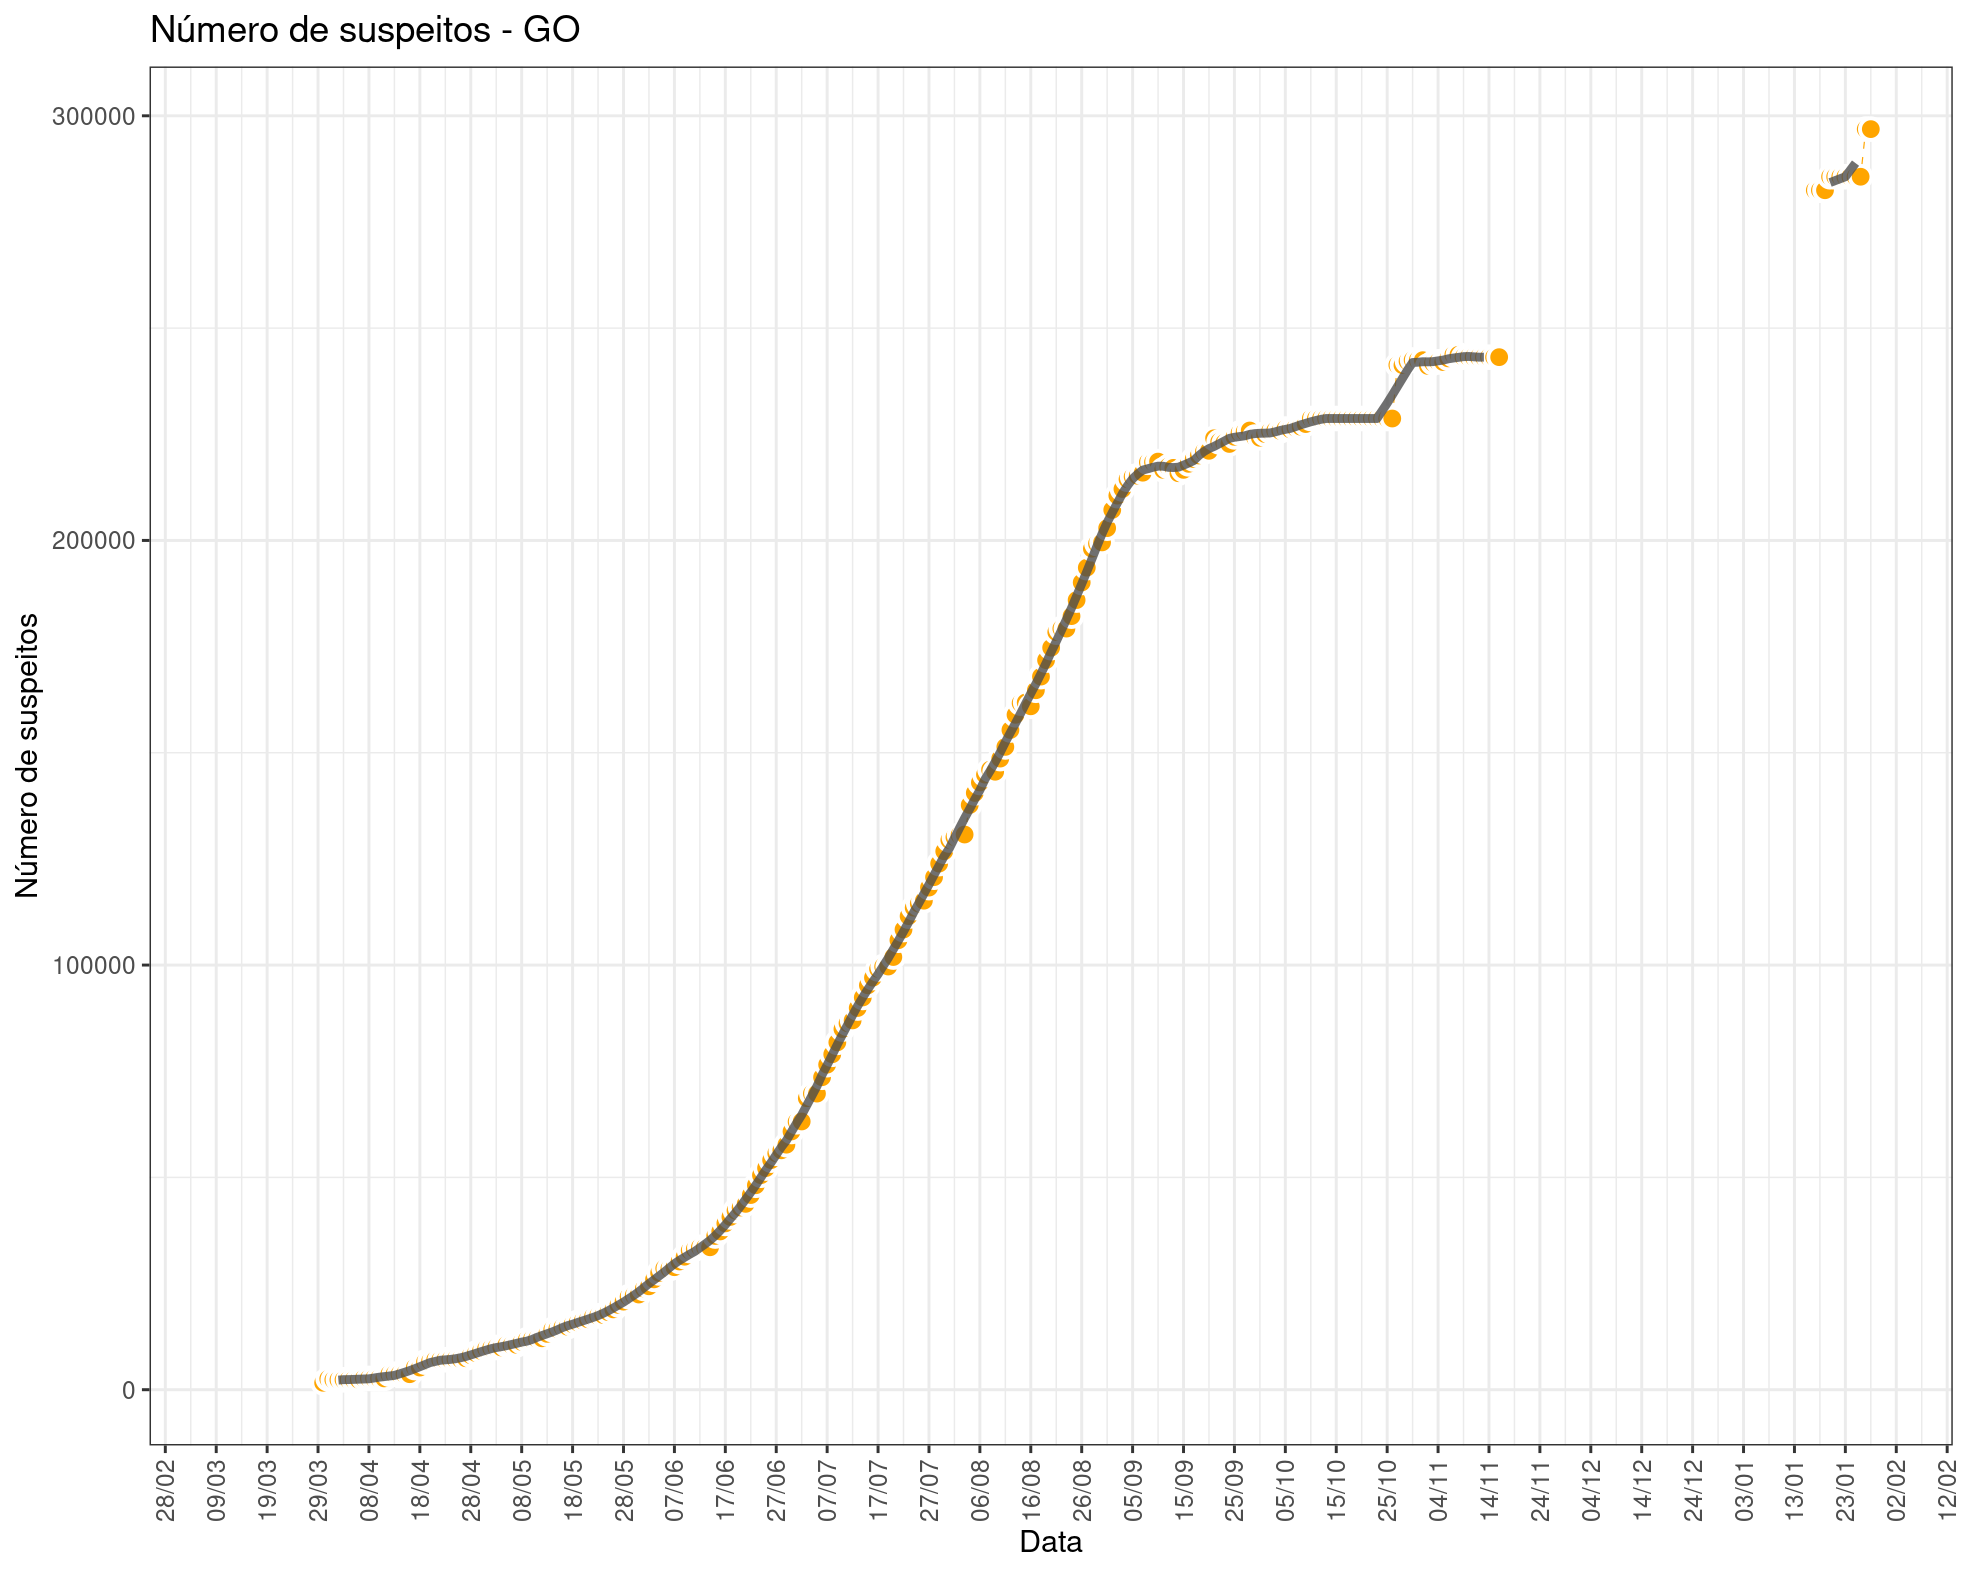 Número de suspeitos - GO
Número de suspeitos
300000
200000
100000
0
28/02 09/03 19/03 29/03 08/04 18/04 28/04 08/05 18/05 28/05 07/06 17/06 27/06 07/07 17/07 27/07 06/08 16/08 26/08 05/09 15/09 25/09 05/10 15/10 25/10 04/11 14/11 24/11 04/12 14/12 24/12 03/01 13/01 23/01 02/02 12/02
Data